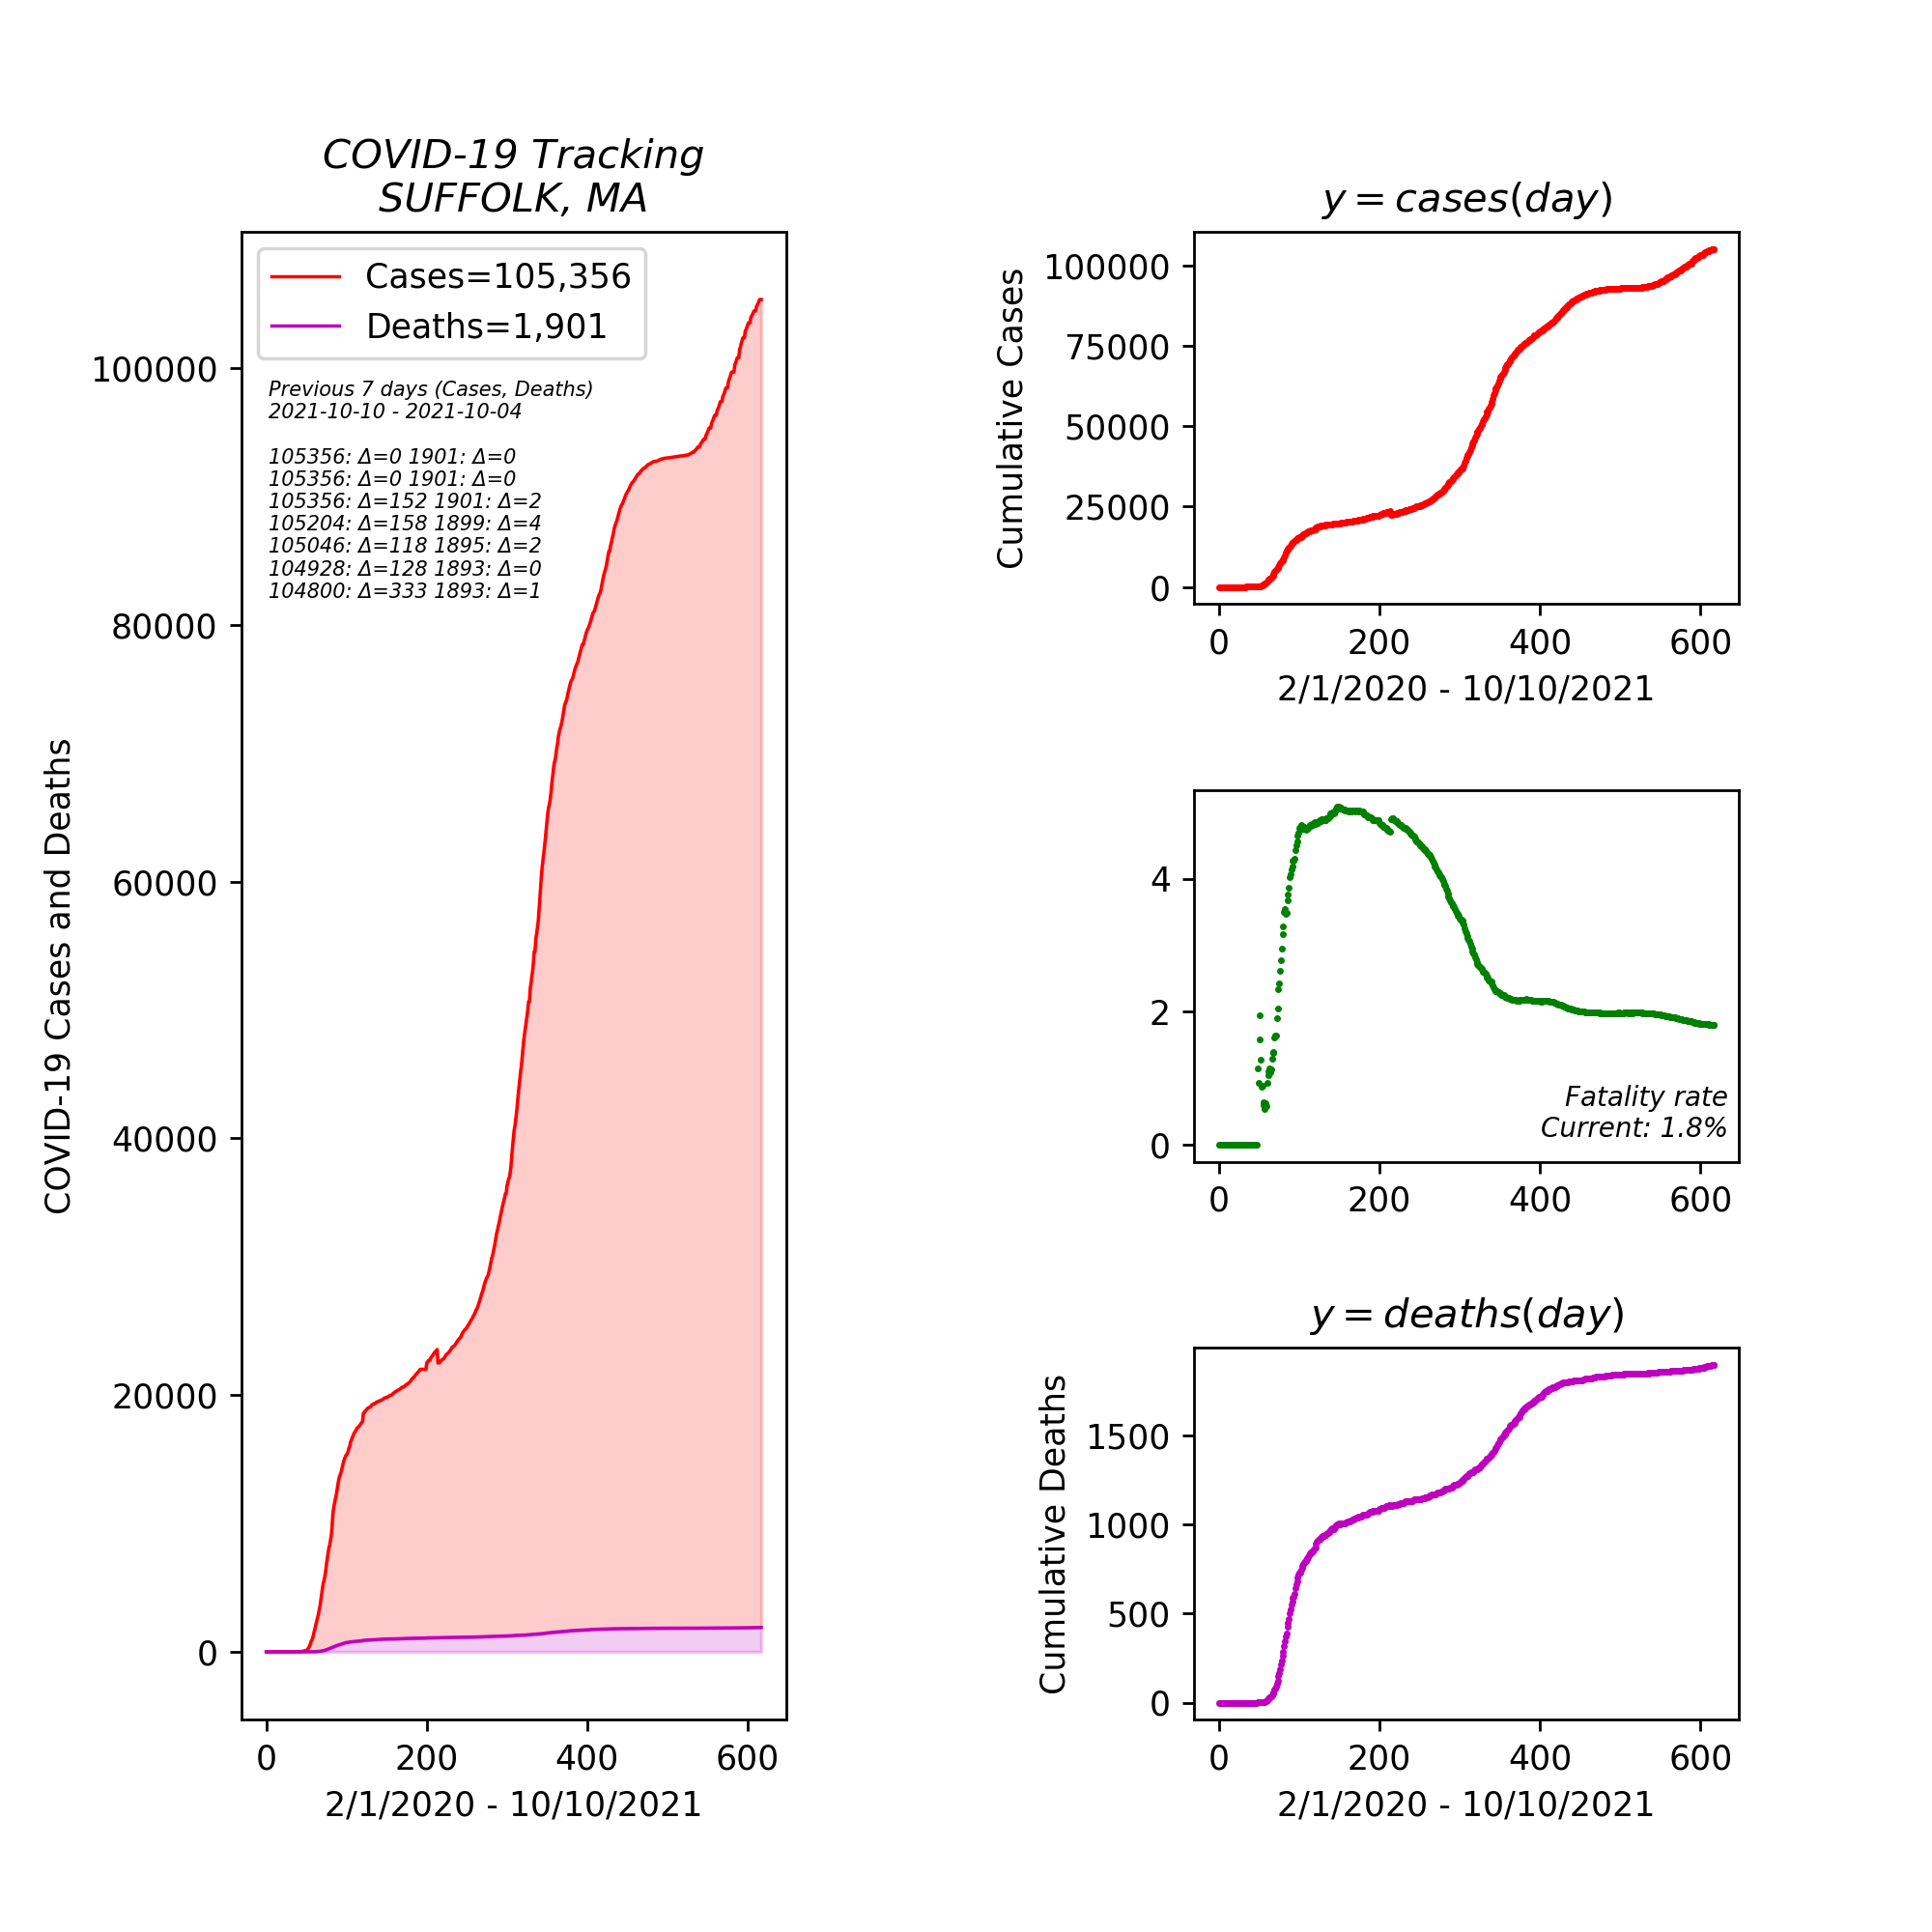 COVID-19 Tracking
SUFFOLK, MA
Cases=105,356
Deaths=1,901
Previous 7 days (Cases, Deaths)
2021-10-10 - 2021-10-04
105356: Δ=0 1901: Δ=0
105356: Δ=0 1901: Δ=0
105356: Δ=152 1901: Δ=2
105204: Δ=158 1899: Δ=4
105046: Δ=118 1895: Δ=2
104928: Δ=128 1893: Δ=0
104800: Δ=333 1893: Δ=1
COVID-19 Cases and Deaths
100000
80000
60000
40000
20000
0
0 200 400 600
2/1/2020 - 10/10/2021
y = cases(day)
Cumulative Cases
100000
75000
50000
25000
0
0 200 400 600
2/1/2020 - 10/10/2021
4
2
0
Fatality rate
Current: 1.8%
0 200 400 600
y = deaths(day)
Cumulative Deaths
1500
1000
500
0
0 200 400 600
2/1/2020 - 10/10/2021